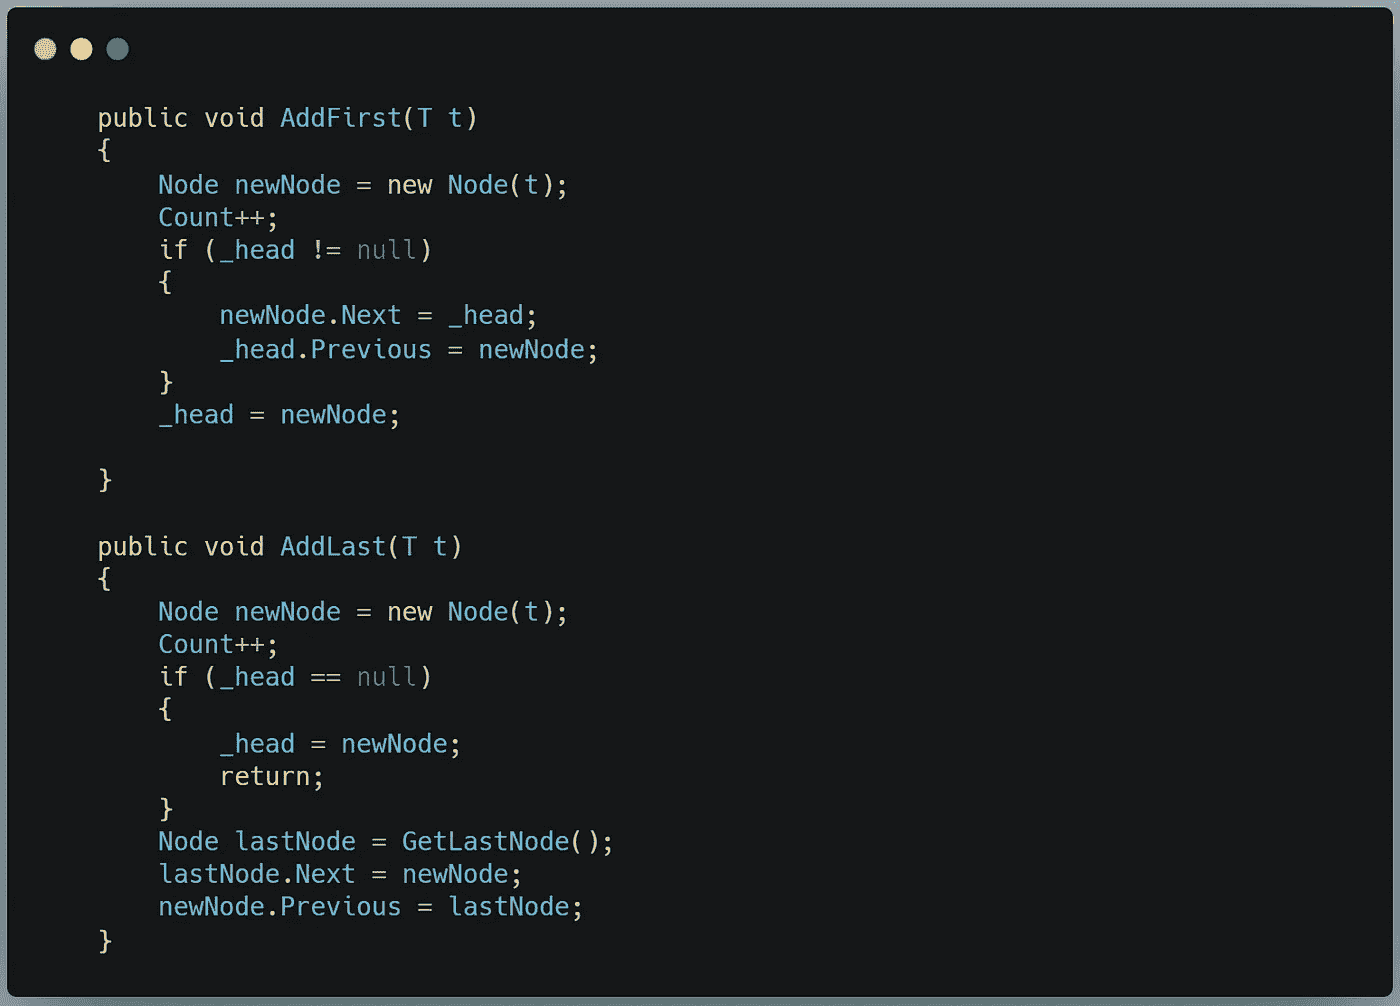 public void AddFirst(T t)
{
    Node newNode = new Node(t);
    Count++;
    if (_head != null)
    {
        newNode.Next = _head;
        _head.Previous = newNode;
    }
    _head = newNode;

}

public void AddLast(T t)
{
    Node newNode = new Node(t);
    Count++;
    if (_head == null)
    {
        _head = newNode;
        return;
    }
    Node lastNode = GetLastNode();
    lastNode.Next = newNode;
    newNode.Previous = lastNode;
}